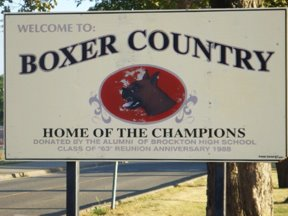 WELCOME TO:
BOXER COUNTRY
HOME OF THE CHAMPIONS
DONATED BY THE ALUMNI OF BROCKTON HIGH SCHOOL
CLASS OF "63" REUNION ANNIVERSARY 1988